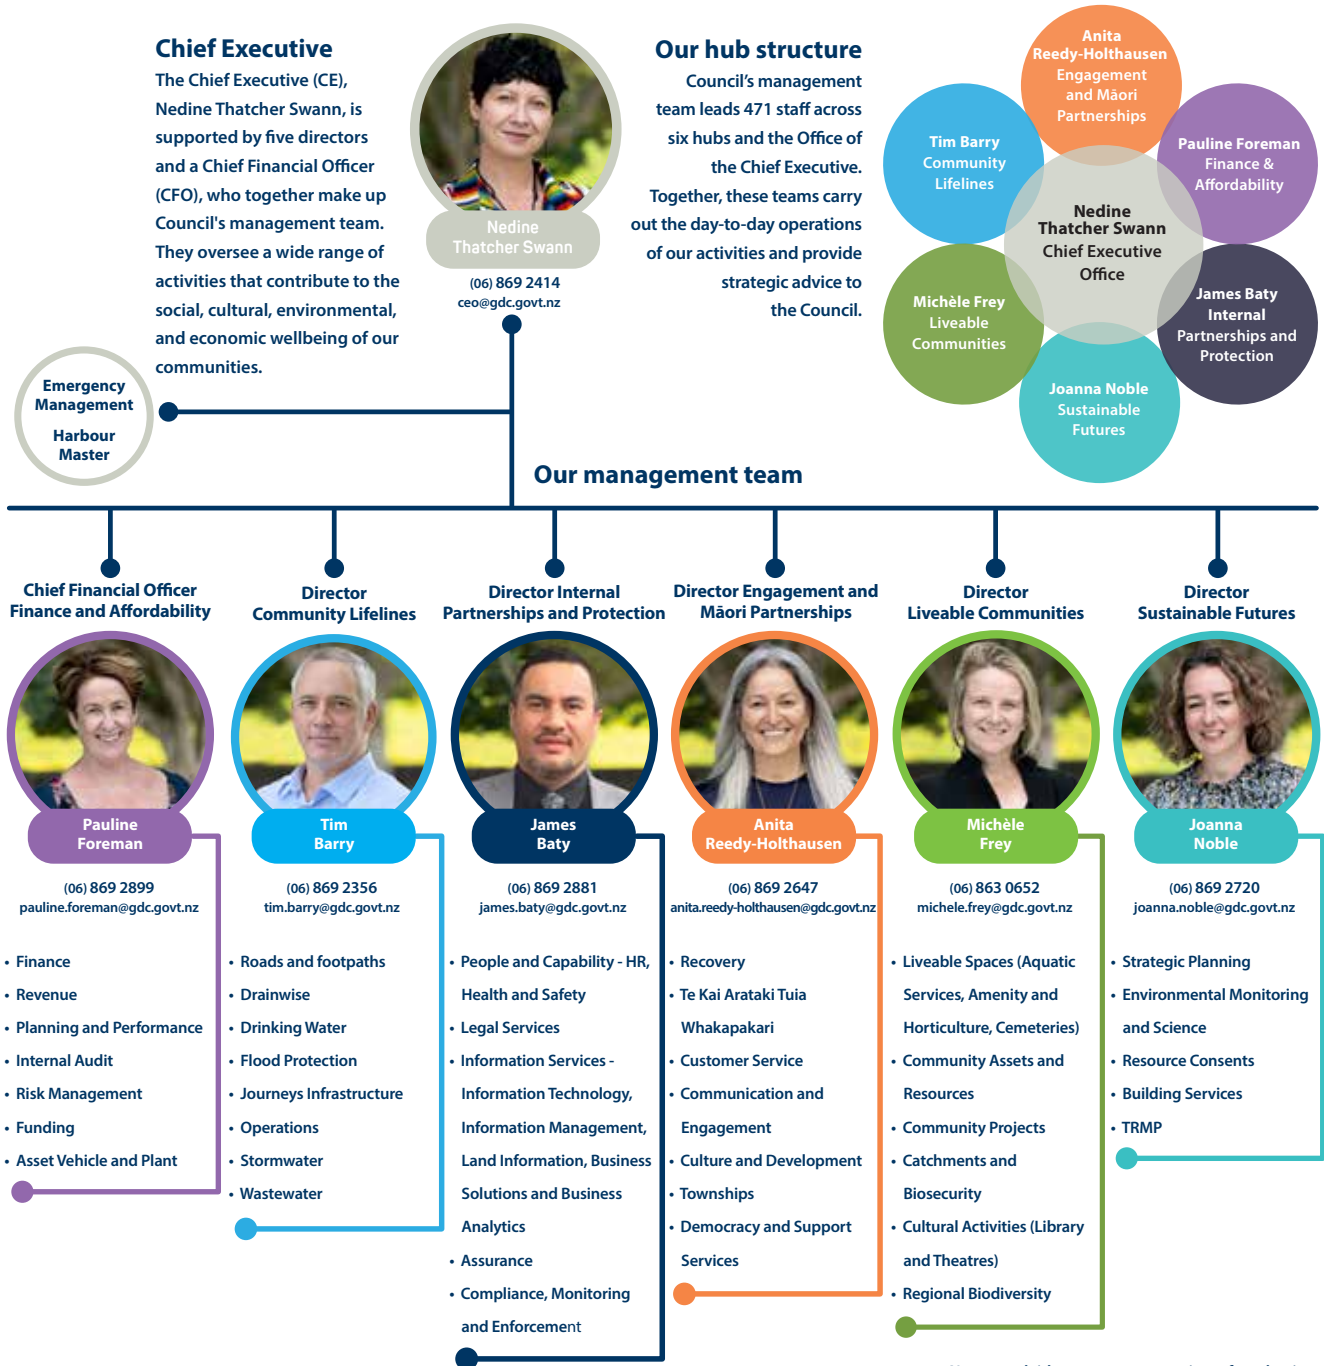 Chief Executive
The Chief Executive (CE),
Nedine Thatcher Swann, is
supported by five directors
and a Chief Financial Officer
(CFO), who together make up
Council's management team.
They oversee a wide range of
activities that contribute to the
social, cultural, environmental,
and economic wellbeing of our
communities.
Nedine
Thatcher Swann
(06) 869 2414
ceo@gdc.govt.nz
Our hub structure
Council’s management
team leads 471 staff across
six hubs and the Office of
the Chief Executive.
Together, these teams carry
out the day-to-day operations
of our activities and provide
strategic advice to
the Council.
Anita
Reedy-Holthausen
Engagement
and Māori
Partnerships
Tim Barry
Community
Lifelines
Pauline Foreman
Finance &
Affordability
Nedine
Thatcher Swann
Chief Executive
Office
Michèle Frey
Liveable
Communities
James Baty
Internal
Partnerships and
Protection
Joanna Noble
Sustainable
Futures
Emergency
Management
Harbour
Master
Our management team
Chief Financial Officer
Finance and Affordability
Pauline
Foreman
(06) 869 2899
pauline.foreman@gdc.govt.nz
• Finance
• Revenue
• Planning and Performance
• Internal Audit
• Risk Management
• Funding
• Asset Vehicle and Plant
Director
Community Lifelines
Tim
Barry
(06) 869 2356
tim.barry@gdc.govt.nz
• Roads and footpaths
• Drainwise
• Drinking Water
• Flood Protection
• Journeys Infrastructure
• Operations
• Stormwater
• Wastewater
Director Internal
Partnerships and Protection
James
Baty
(06) 869 2881
james.baty@gdc.govt.nz
• People and Capability - HR,
Health and Safety
• Legal Services
• Information Services -
Information Technology,
Information Management,
Land Information, Business
Solutions and Business
Analytics
• Assurance
• Compliance, Monitoring
and Enforcement
Director Engagement and
Māori Partnerships
Anita
Reedy-Holthausen
(06) 869 2647
anita.reedy-holthausen@gdc.govt.nz
• Recovery
• Te Kai Arataki Tuia
Whakapakari
• Customer Service
• Communication and
Engagement
• Culture and Development
• Townships
• Democracy and Support
Services
Director
Liveable Communities
Michèle
Frey
(06) 863 0652
michele.frey@gdc.govt.nz
• Liveable Spaces (Aquatic
Services, Amenity and
Horticulture, Cemeteries)
• Community Assets and
Resources
• Community Projects
• Catchments and
Biosecurity
• Cultural Activities (Library
and Theatres)
• Regional Biodiversity
Director
Sustainable Futures
Joanna
Noble
(06) 869 2720
joanna.noble@gdc.govt.nz
• Strategic Planning
• Environmental Monitoring
and Science
• Resource Consents
• Building Services
• TRMP